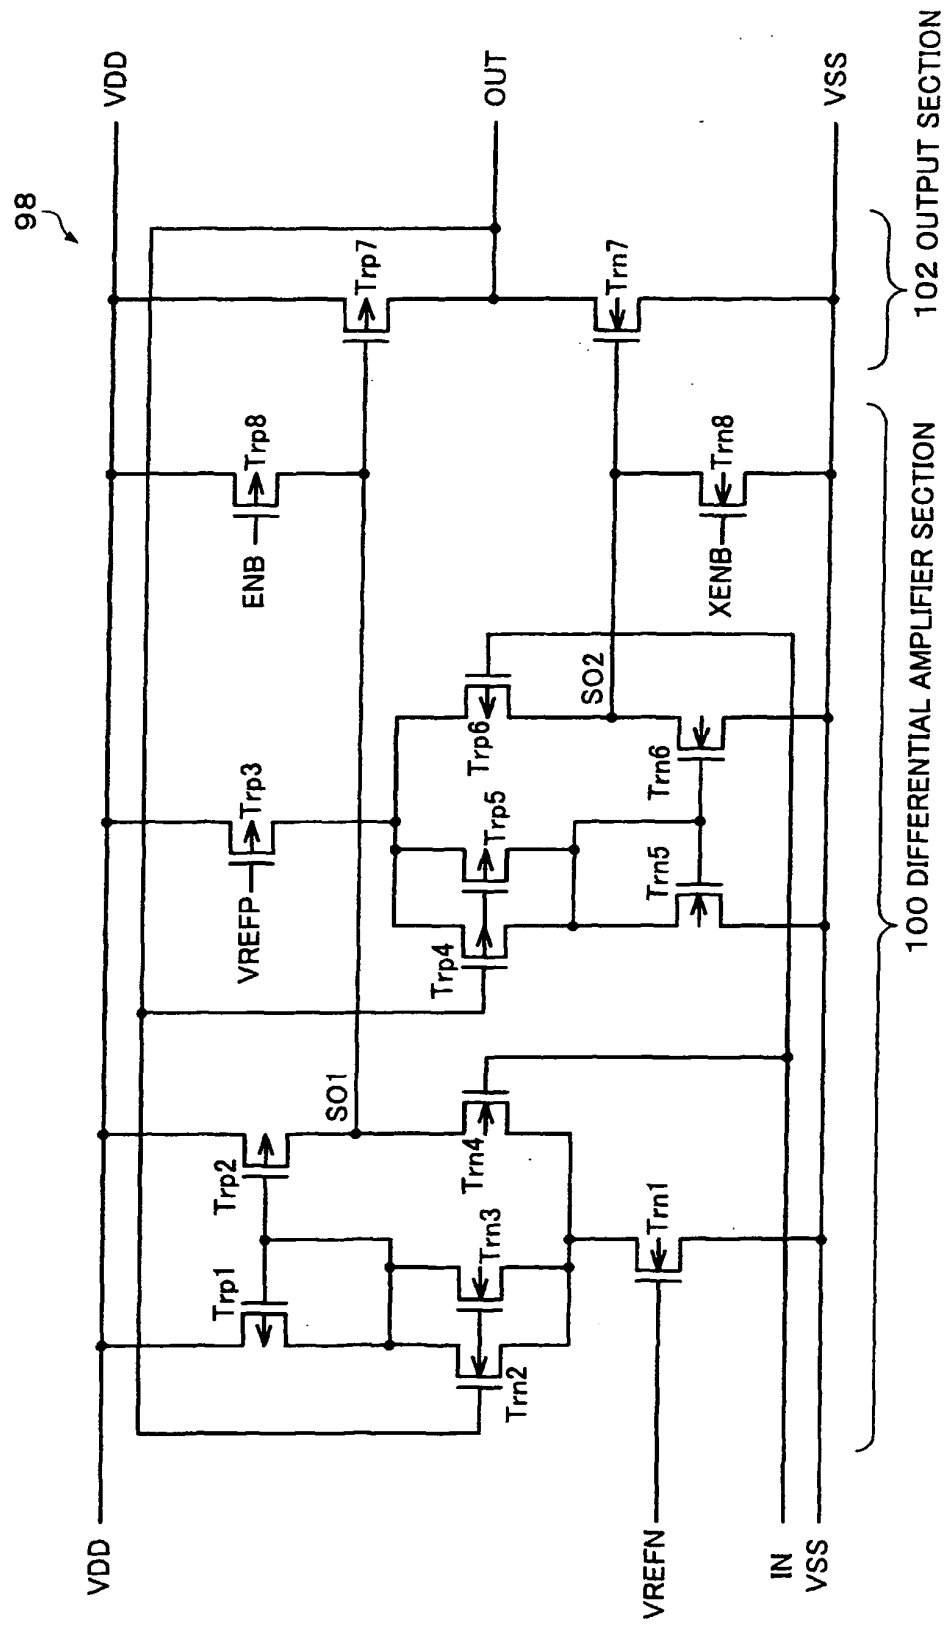 98
VDD
VDD
Trp1
Trp2
SO1
VREFP
Trp3
ENB
Trp8
Trp7
OUT
Trn2
Trn3
Trn4
Trp4
Trp5
Trp6
SO2
Trn7
VREFN
Trn1
Trn5
Trn6
XENB
Trn8
IN
VSS
VSS
100 DIFFERENTIAL AMPLIFIER SECTION
102 OUTPUT SECTION